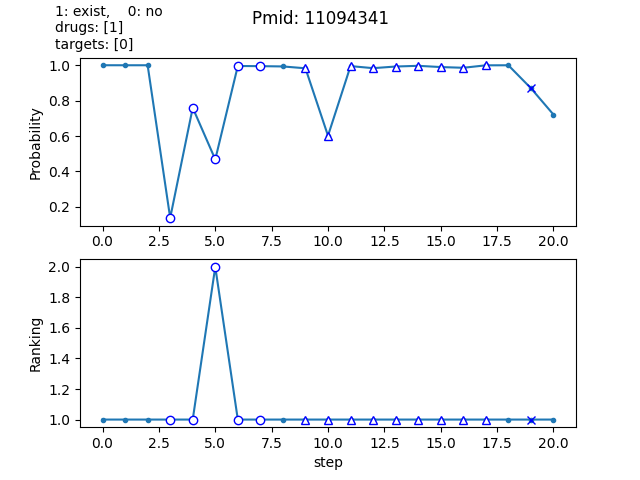 1: exist,    0: no
drugs: [1]
targets: [0]
Pmid: 11094341
1.0
0.8
0.6
0.4
0.2
Probability
0.0 2.5 5.0 7.5 10.0 12.5 15.0 17.5 20.0
2.0
1.8
1.6
1.4
1.2
1.0
Ranking
0.0 2.5 5.0 7.5 10.0 12.5 15.0 17.5 20.0
step